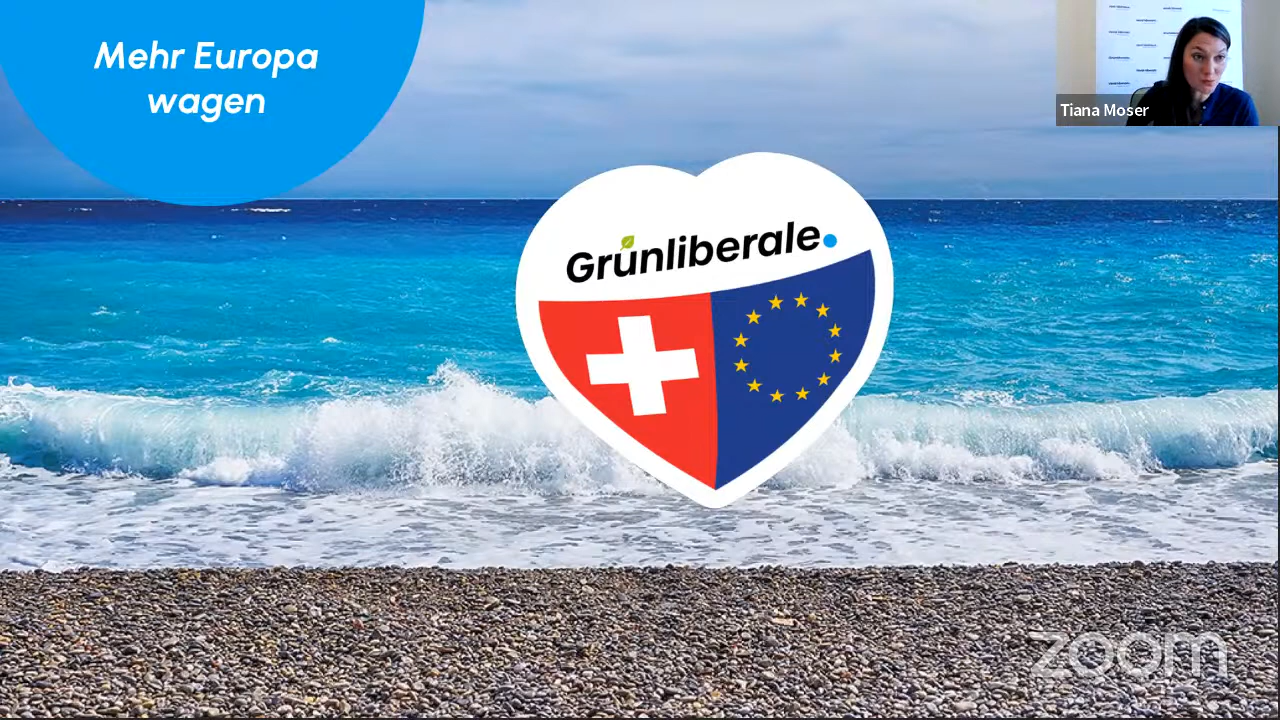 Mehr Europa
wagen
Tiana Moser
Grünliberale.
zoom